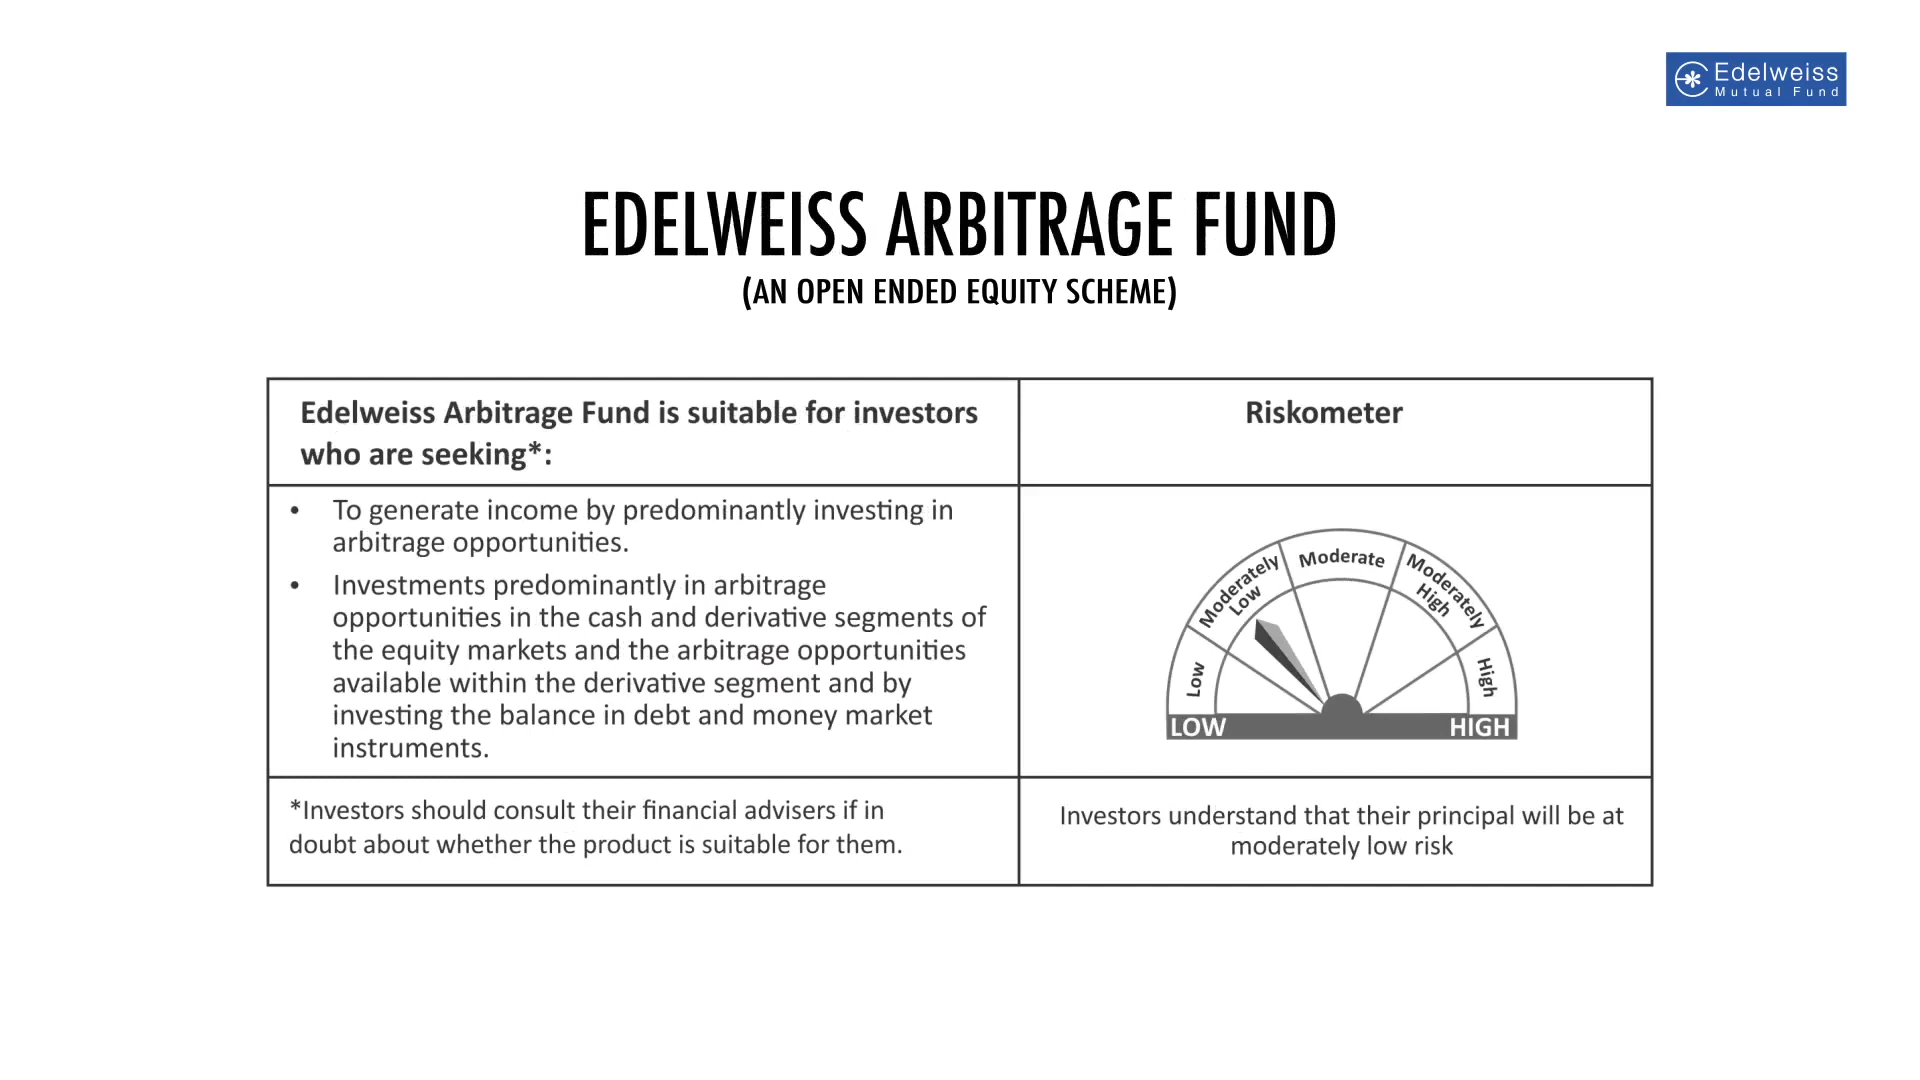 Edelweiss
Mutual Fund
EDELWEISS ARBITRAGE FUND
(AN OPEN ENDED EQUITY SCHEME)
Edelweiss Arbitrage Fund is suitable for investors
who are seeking*:
Riskometer
• To generate income by predominantly investing in
arbitrage opportunities.
• Investments predominantly in arbitrage
opportunities in the cash and derivative segments of
the equity markets and the arbitrage opportunities
available within the derivative segment and by
investing the balance in debt and money market
instruments.
Low
Moderately
Low
Moderate
Moderately
High
High
LOW
HIGH
*Investors should consult their financial advisers if in
doubt about whether the product is suitable for them.
Investors understand that their principal will be at
moderately low risk